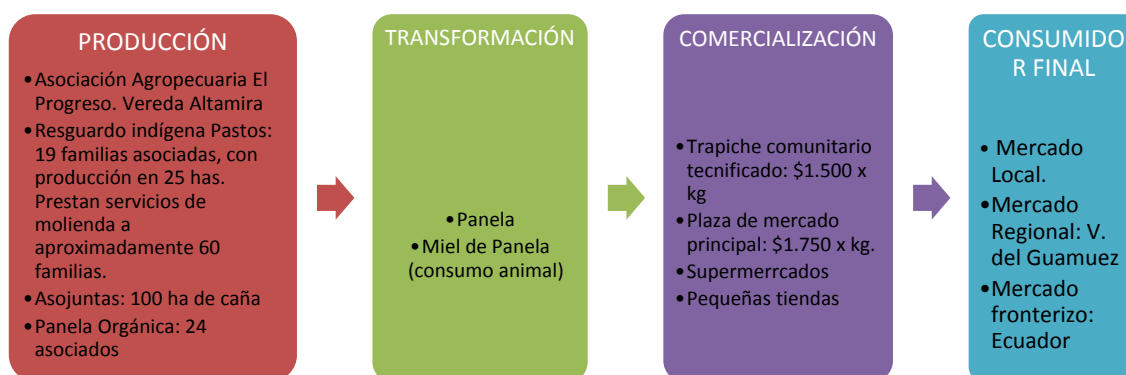 PRODUCCIÓN
•Asociación Agropecuaria El
Progreso. Vereda Altamira
•Resguardo indígena Pastos:
19 familias asociadas, con
producción en 25 has.
Prestan servicios de
molienda a
aproximadamente 60
familias.
•Asojuntas: 100 ha de caña
•Panela Orgánica: 24
asociados
TRANSFORMACIÓN
•Panela
•Miel de Panela
(consumo animal)
COMERCIALIZACIÓN
•Trapiche comunitario
tecnificado: $1.500 x
kg
•Plaza de mercado
principal: $1.750 x kg.
•Supermerrcados
•Pequeñas tiendas
CONSUMIDO
R FINAL
• Mercado
Local.
•Mercado
Regional: V.
del Guamuez
•Mercado
fronterizo:
Ecuador